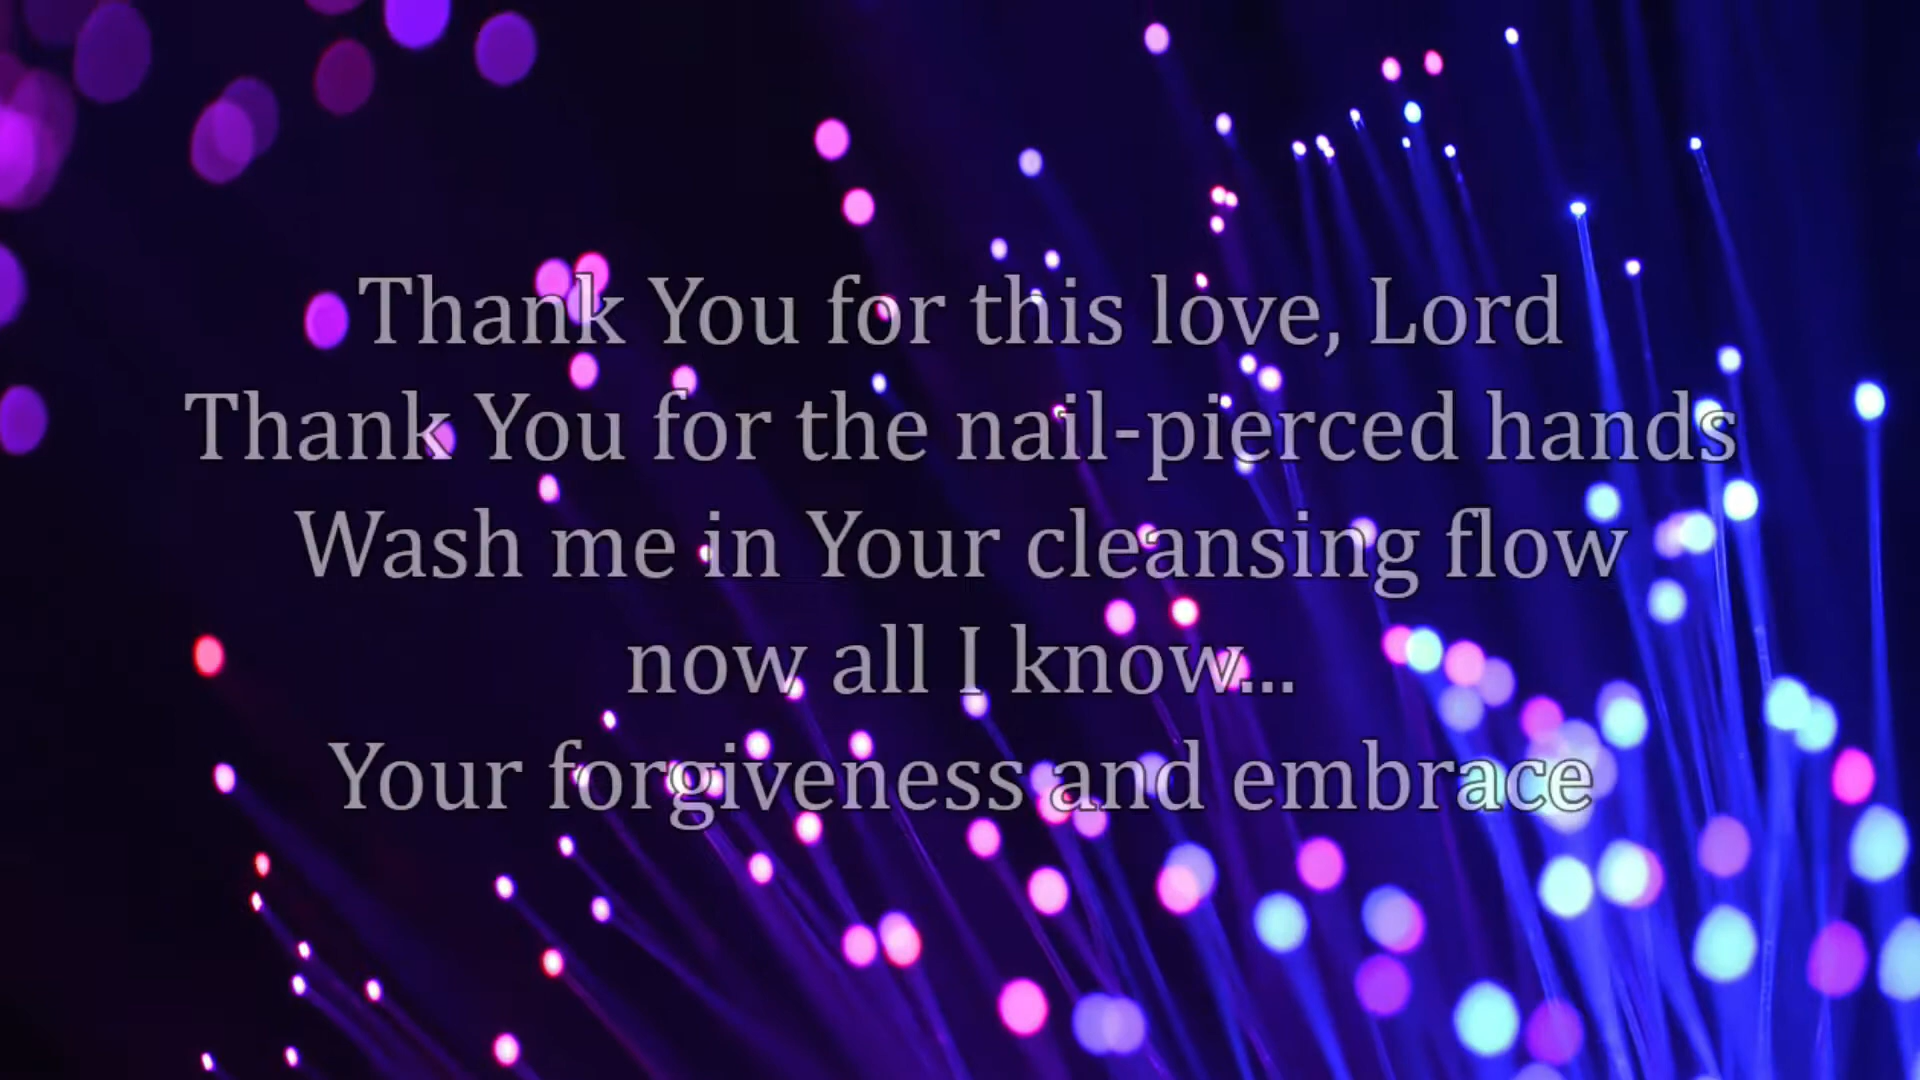 Thank You for this love, Lord
Thank You for the nail-pierced hands
Wash me in Your cleansing flow
now all I know...
Your forgiveness and embrace